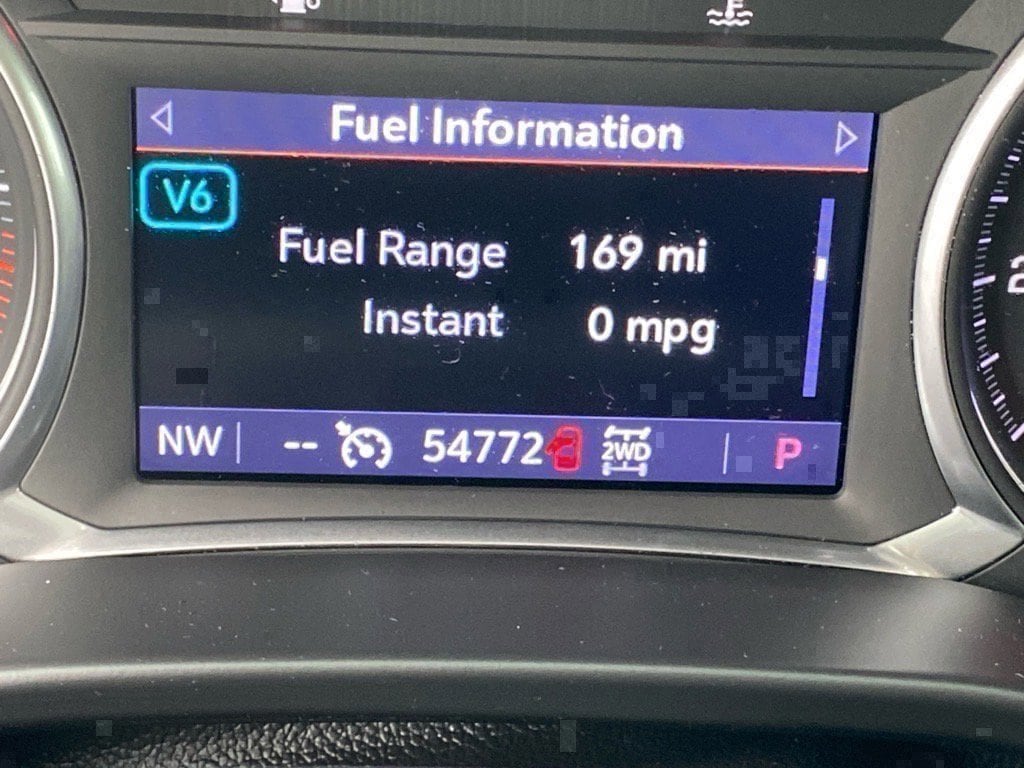 Fuel Information
V6
Fuel Range 169 mi
Instant 0 mpg
NW -- 54772 2WD P